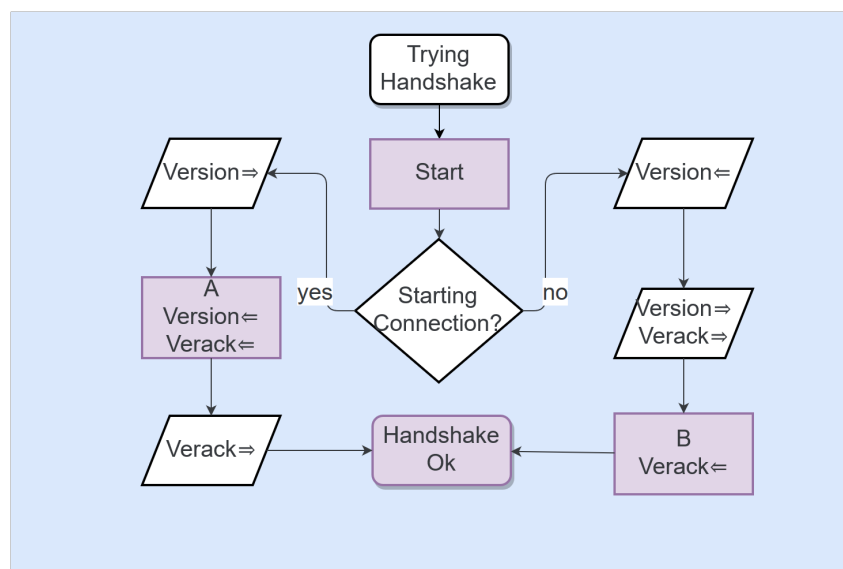 Trying
Handshake
Version⇒
Start
Version⇐
yes
Starting
Connection?
no
A
Version⇐
Verack⇐
Version⇒
Verack⇒
Verack⇒
Handshake
Ok
B
Verack⇐